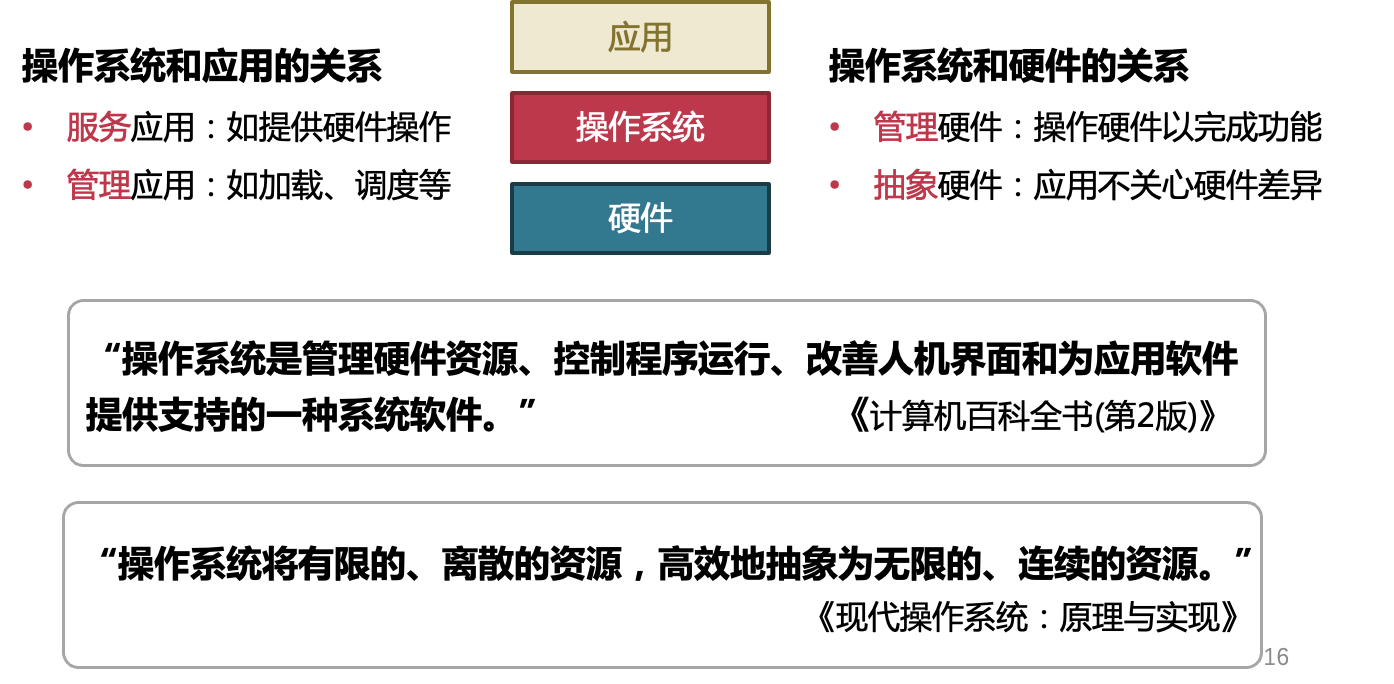 应用
操作系统
硬件
操作系统和应用的关系
• 服务应用：如提供硬件操作
• 管理应用：如加载、调度等
操作系统和硬件的关系
• 管理硬件：操作硬件以完成功能
• 抽象硬件：应用不关心硬件差异
“操作系统是管理硬件资源、控制程序运行、改善人机界面和为应用软件
提供支持的一种系统软件。” 《计算机百科全书(第2版)》
“操作系统将有限的、离散的资源，高效地抽象为无限的、连续的资源。”
《现代操作系统：原理与实现》
16